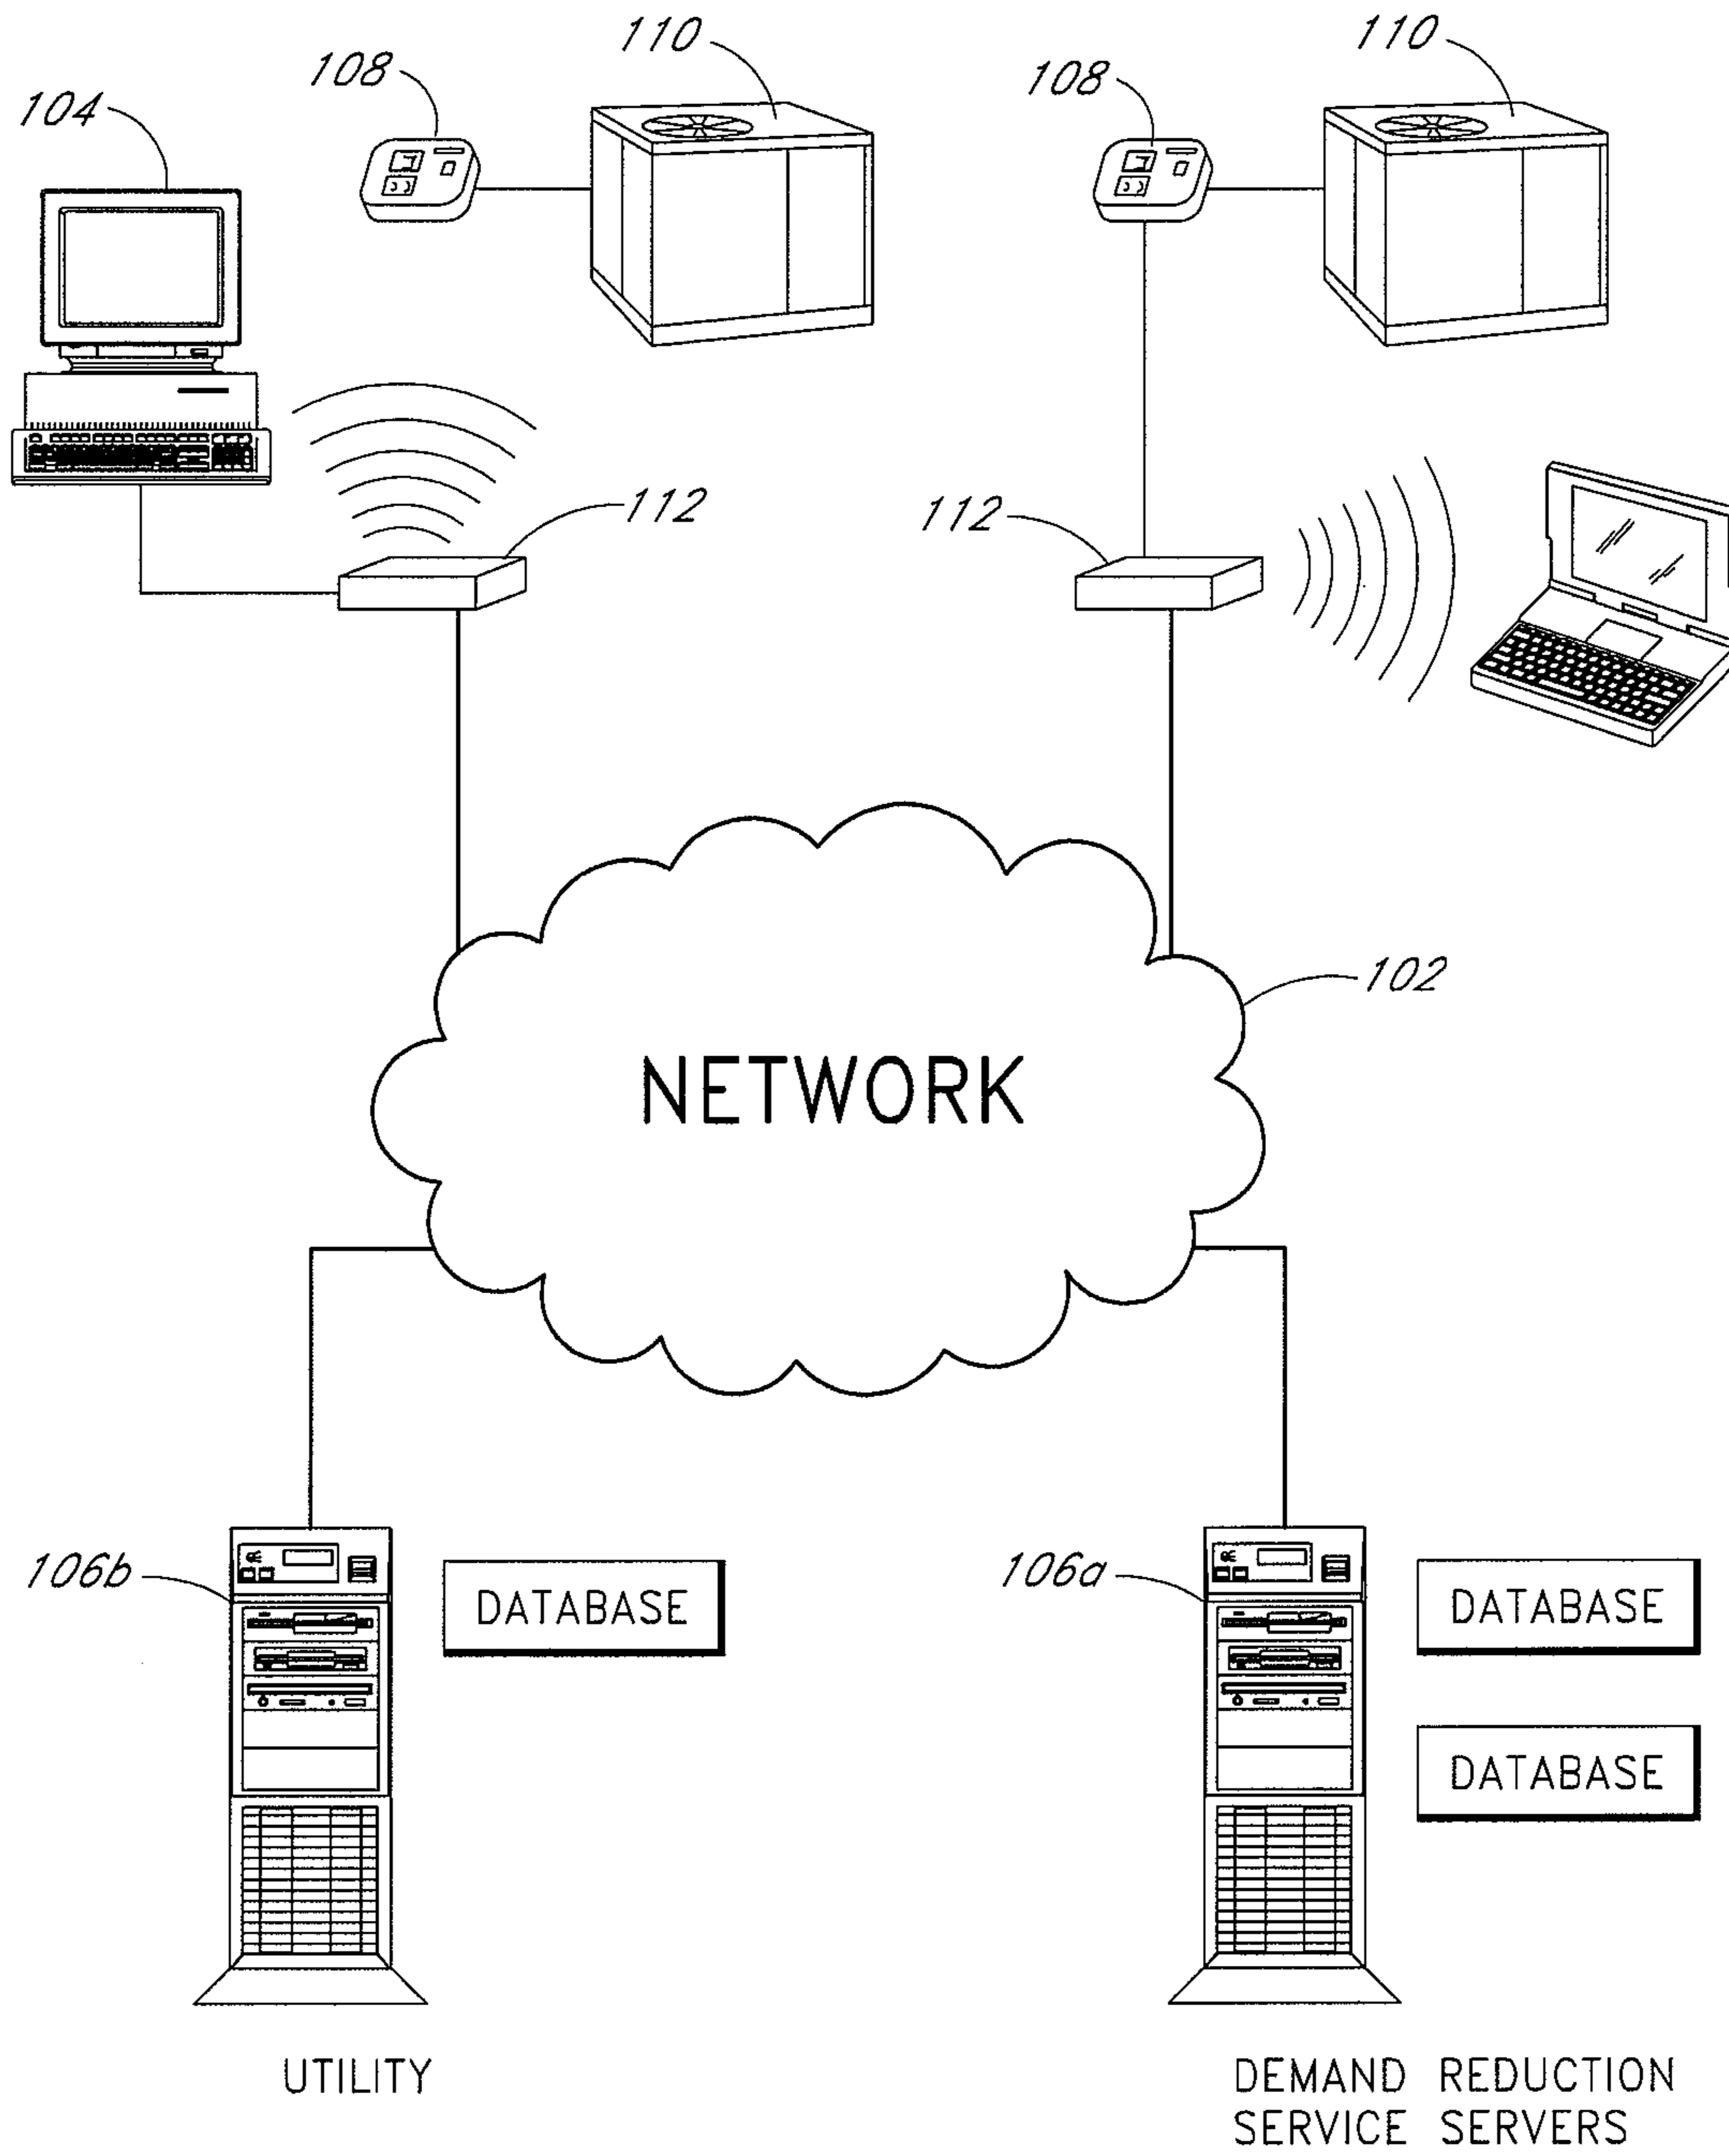 110
110
108
108
104
112
112
102
NETWORK
106b
DATABASE
106a
DATABASE
DATABASE
UTILITY
DEMAND REDUCTION
SERVICE SERVERS